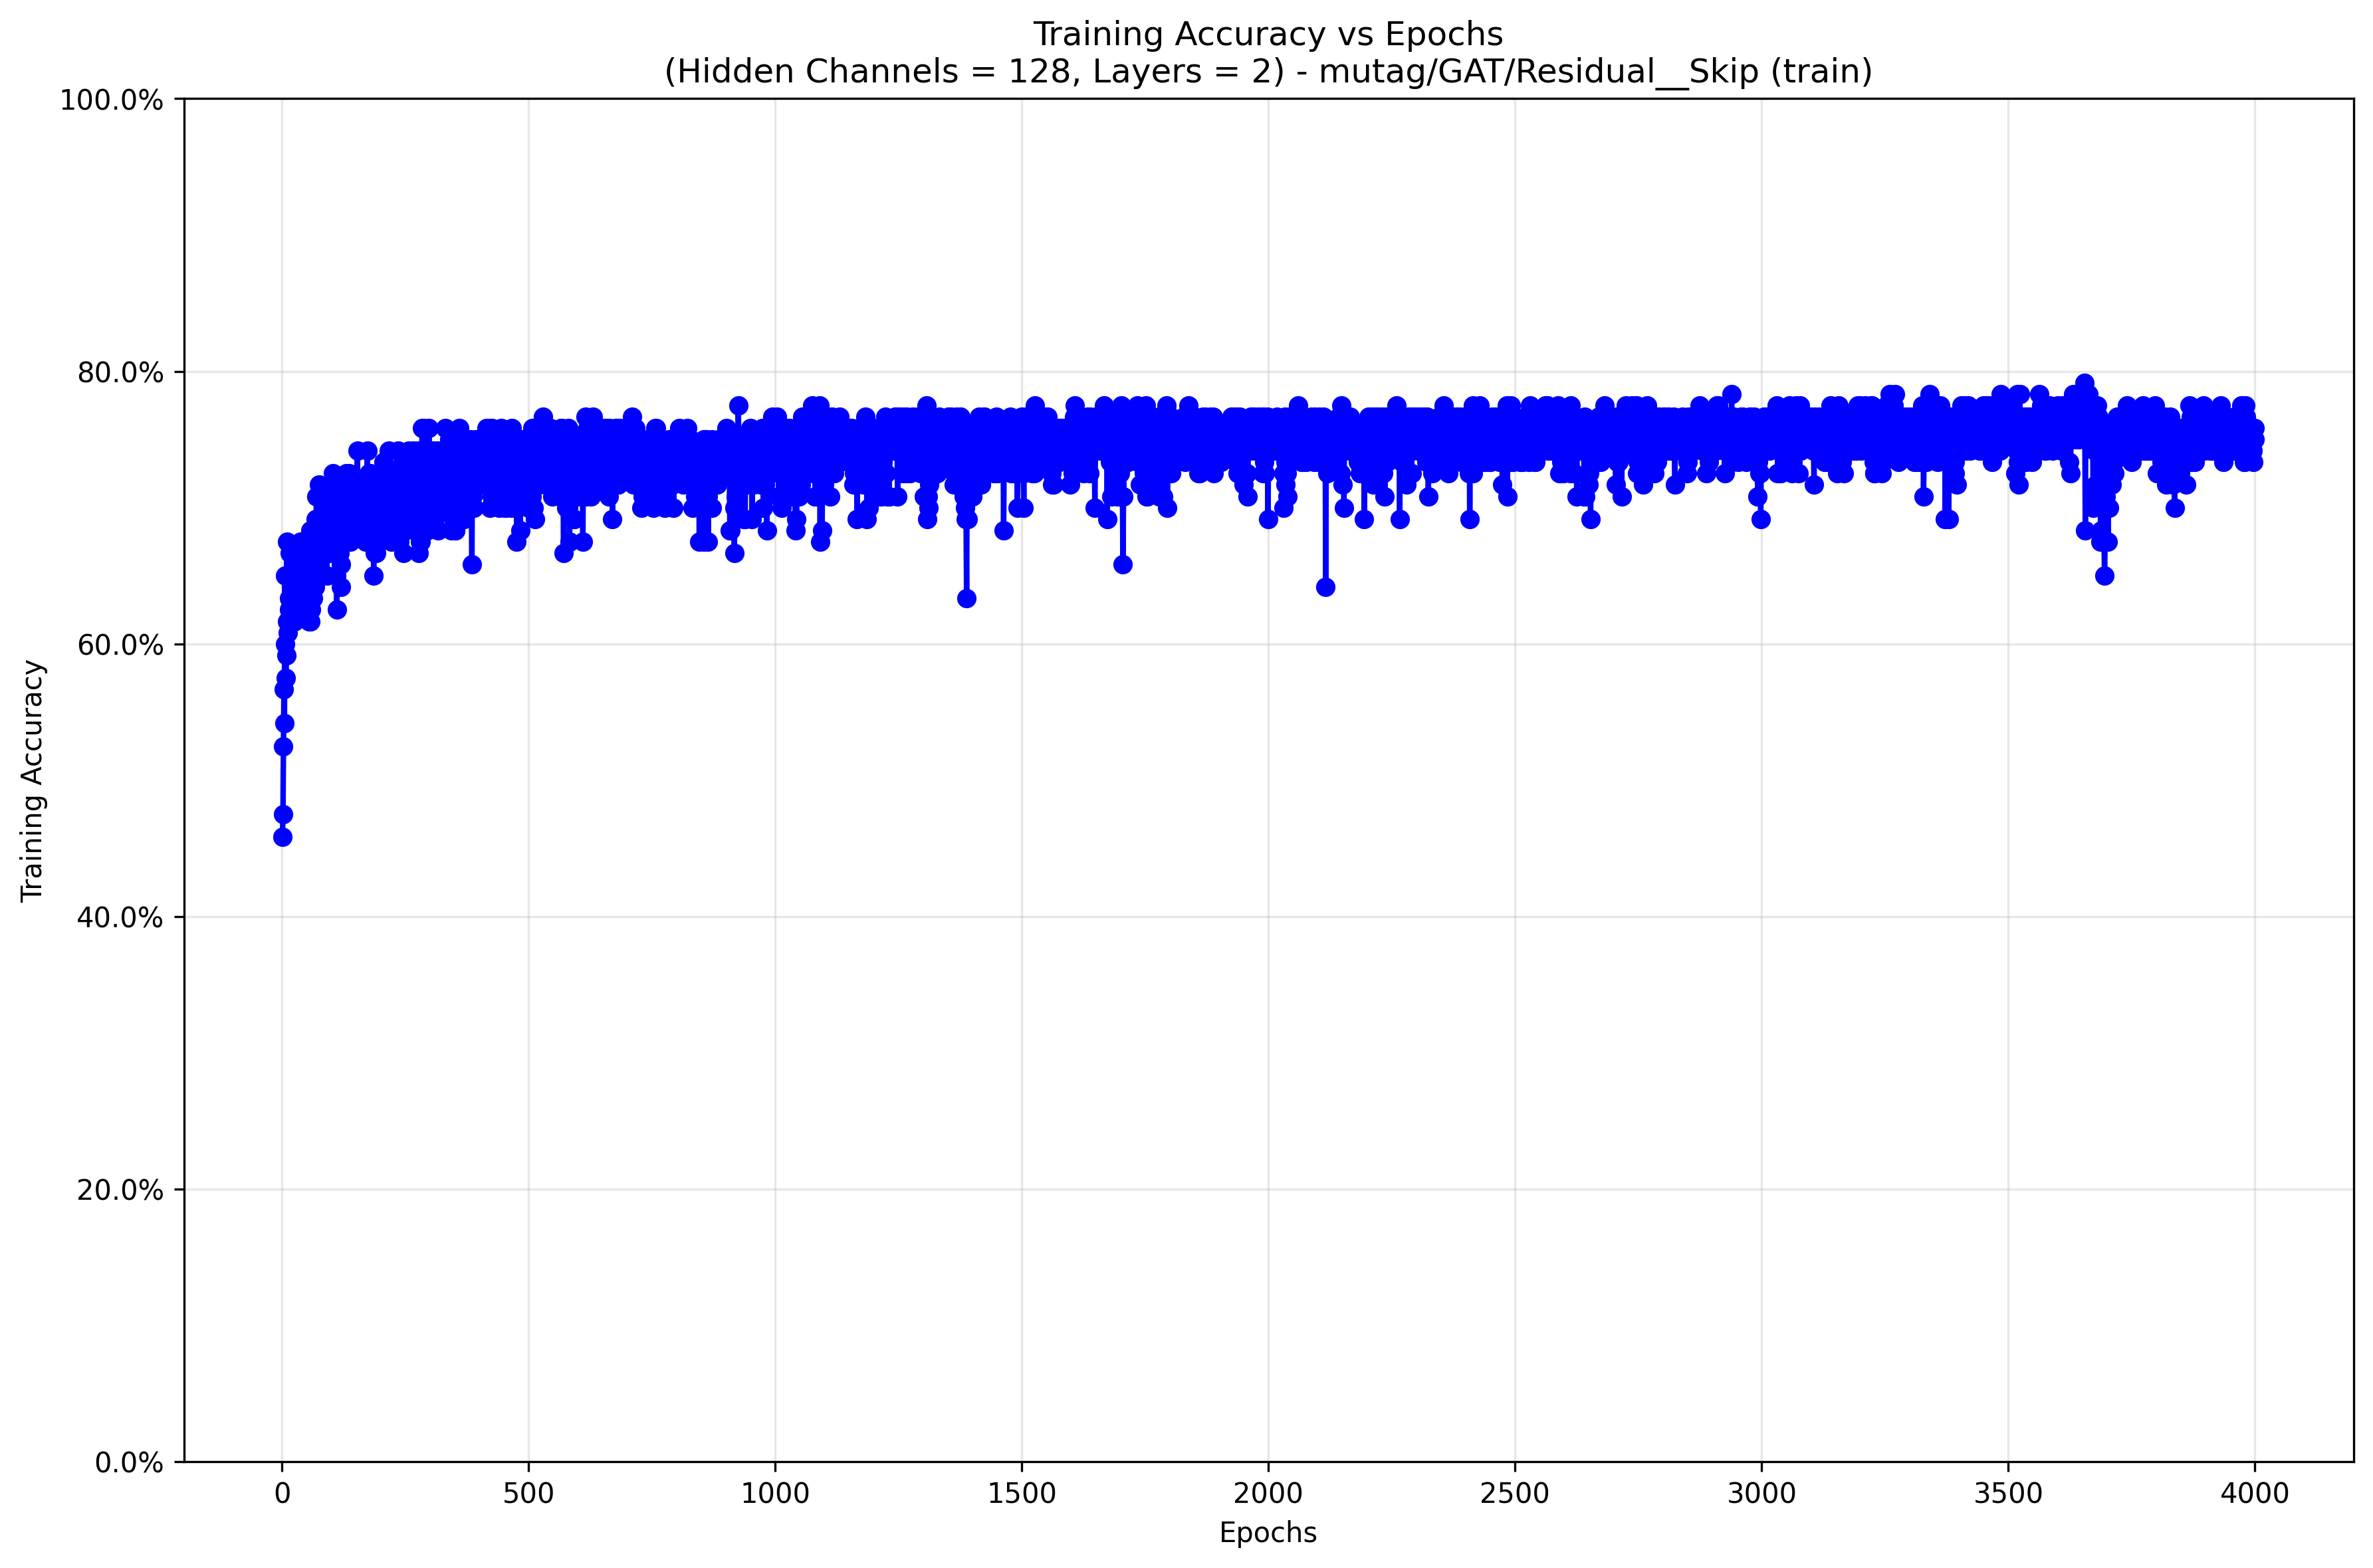 Training Accuracy vs Epochs
(Hidden Channels = 128, Layers = 2) - mutag/GAT/Residual__Skip (train)
100.0%
80.0%
60.0%
40.0%
20.0%
0.0%
Training Accuracy
0 500 1000 1500 2000 2500 3000 3500 4000
Epochs